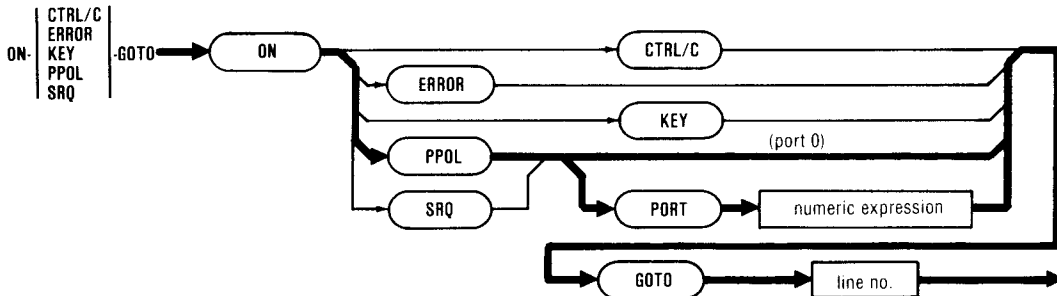 CTRL/C
ERROR
ON- KEY -GOTO
PPOL
SRQ
ON
CTRL/C
ERROR
KEY
PPOL
(port 0)
SRQ
PORT
numeric expression
GOTO
line no.